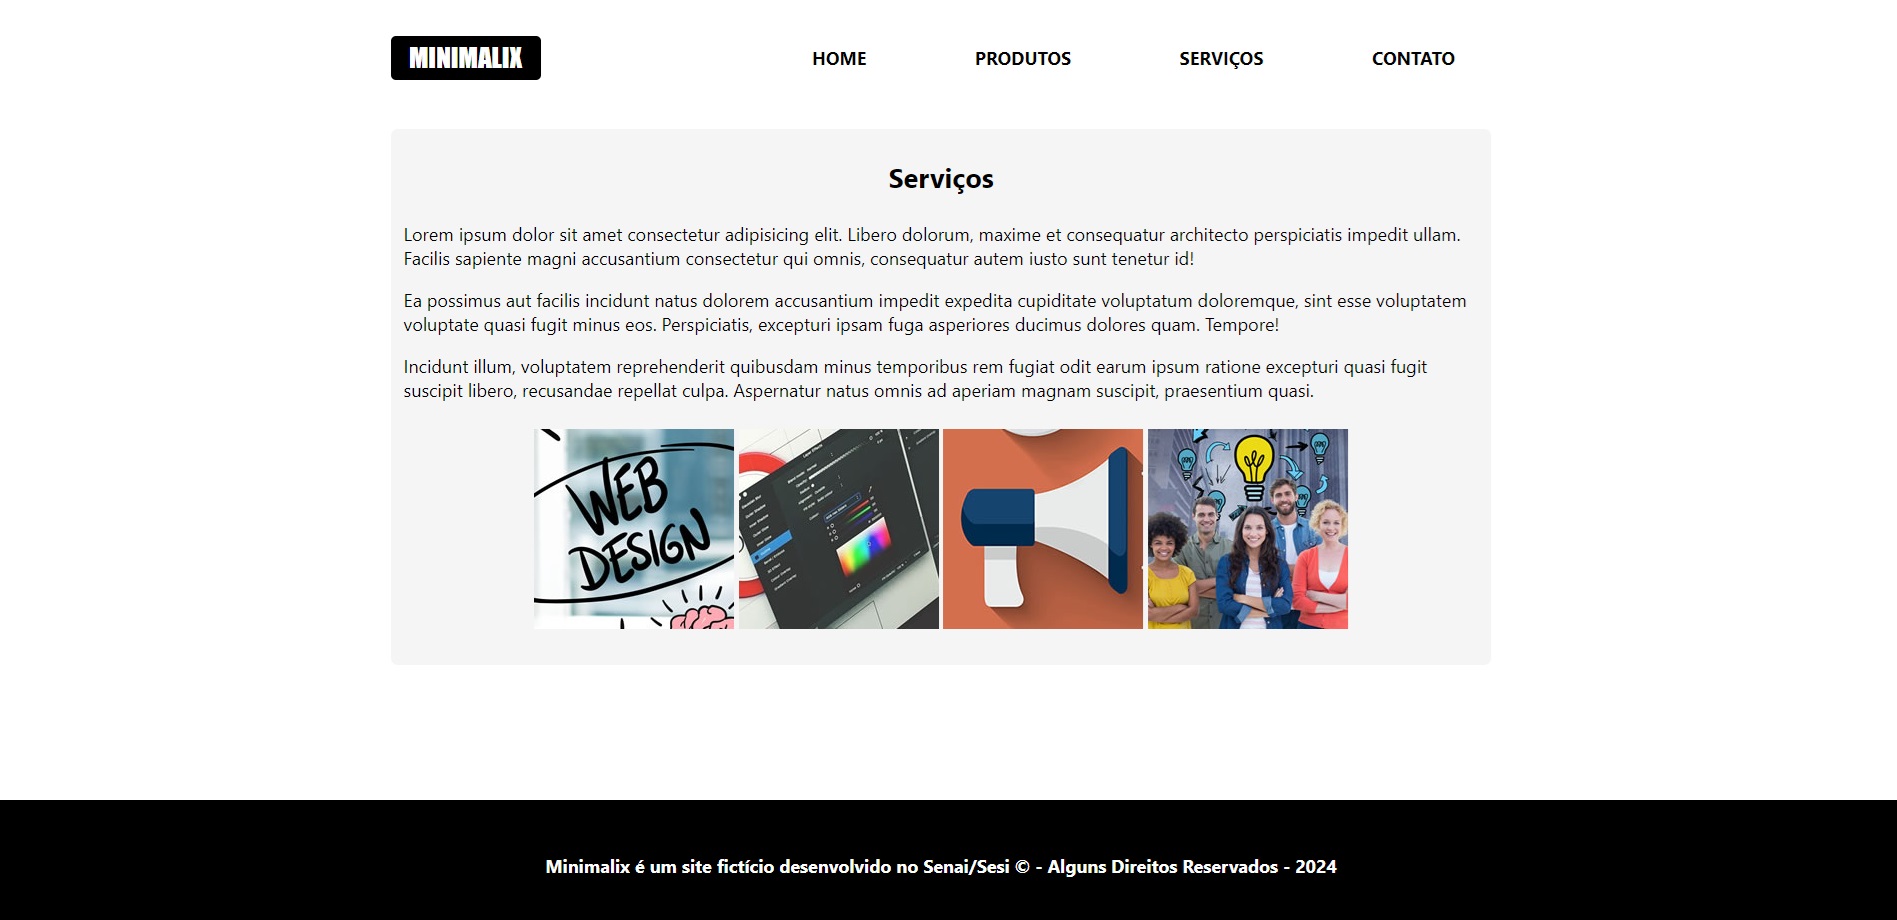 MINIMALIX
HOME
PRODUTOS
SERVIÇOS
CONTATO
Serviços
Lorem ipsum dolor sit amet consectetur adipisicing elit. Libero dolorum, maxime et consequatur architecto perspiciatis impedit ullam.
Facilis sapiente magni accusantium consectetur qui omnis, consequatur autem iusto sunt tenetur id!
Ea possimus aut facilis incidunt natus dolorem accusantium impedit expedita cupiditate voluptatum doloremque, sint esse voluptatem
voluptate quasi fugit minus eos. Perspiciatis, excepturi ipsam fuga asperiores ducimus dolores quam. Tempore!
Incidunt illum, voluptatem reprehenderit quibusdam minus temporibus rem fugiat odit earum ipsum ratione excepturi quasi fugit
suscipit libero, recusandae repellat culpa. Aspernatur natus omnis ad aperiam magnam suscipit, praesentium quasi.
WEB
DESIGN
Minimalix é um site fictício desenvolvido no Senai/Sesi © - Alguns Direitos Reservados - 2024